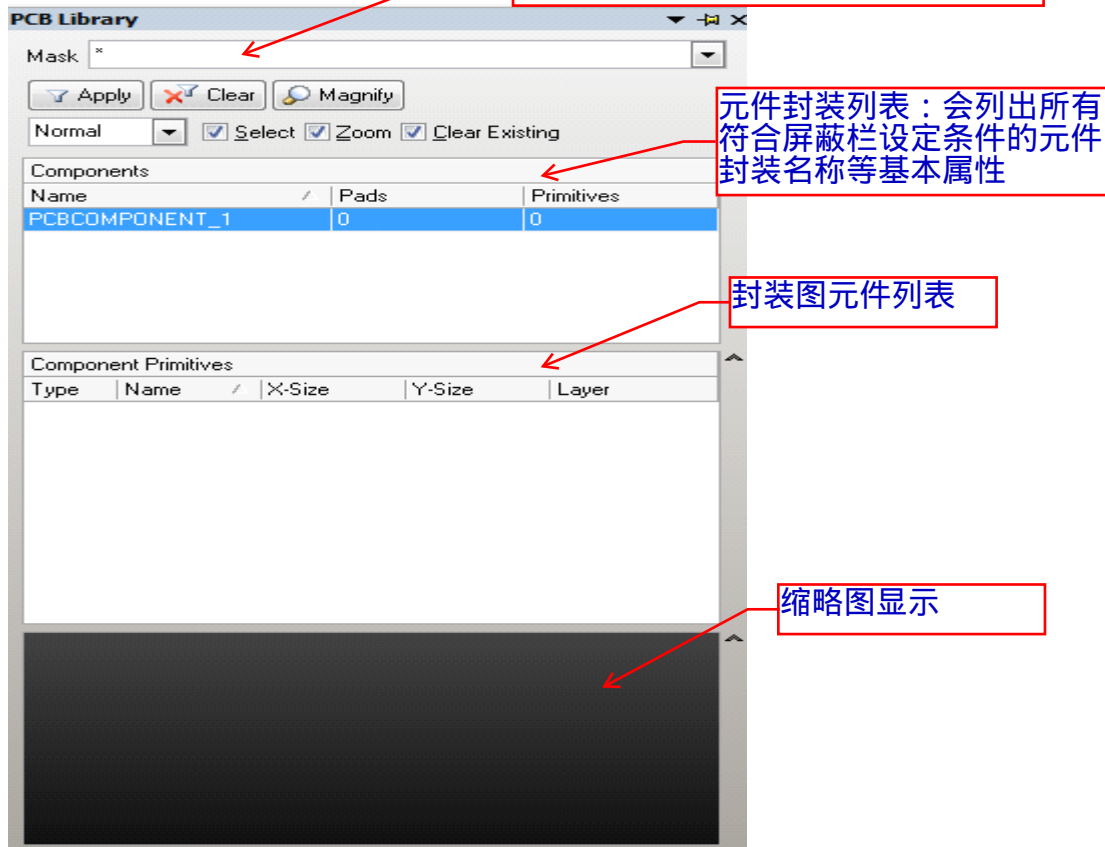 PCB Library
Mask *
Apply Clear Magnify
Normal Select Zoom Clear Existing
元件封装列表：会列出所有
符合屏蔽栏设定条件的元件
封装名称等基本属性
Components
Name Pads Primitives
PCBCOMPONENT_1 0 0
封装图元件列表
Component Primitives
Type Name X-Size Y-Size Layer
缩略图显示